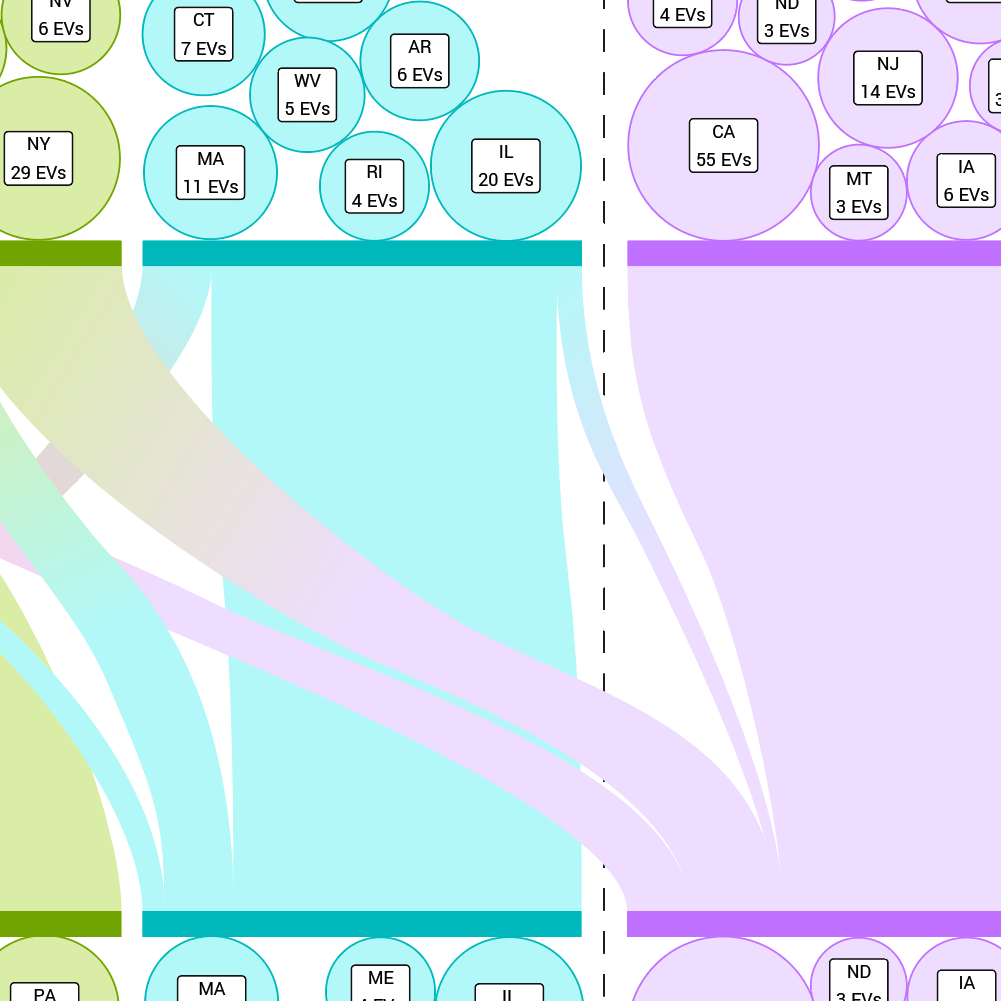 NV
6 EVs
CT
7 EVs
AR
6 EVs
WV
5 EVs
4 EVs
ND
3 EVs
NJ
14 EVs
NY
29 EVs
MA
11 EVs
RI
4 EVs
IL
20 EVs
CA
55 EVs
MT
3 EVs
IA
6 EVs
PA
MA
ME
IL
ND
3 EVs
IA